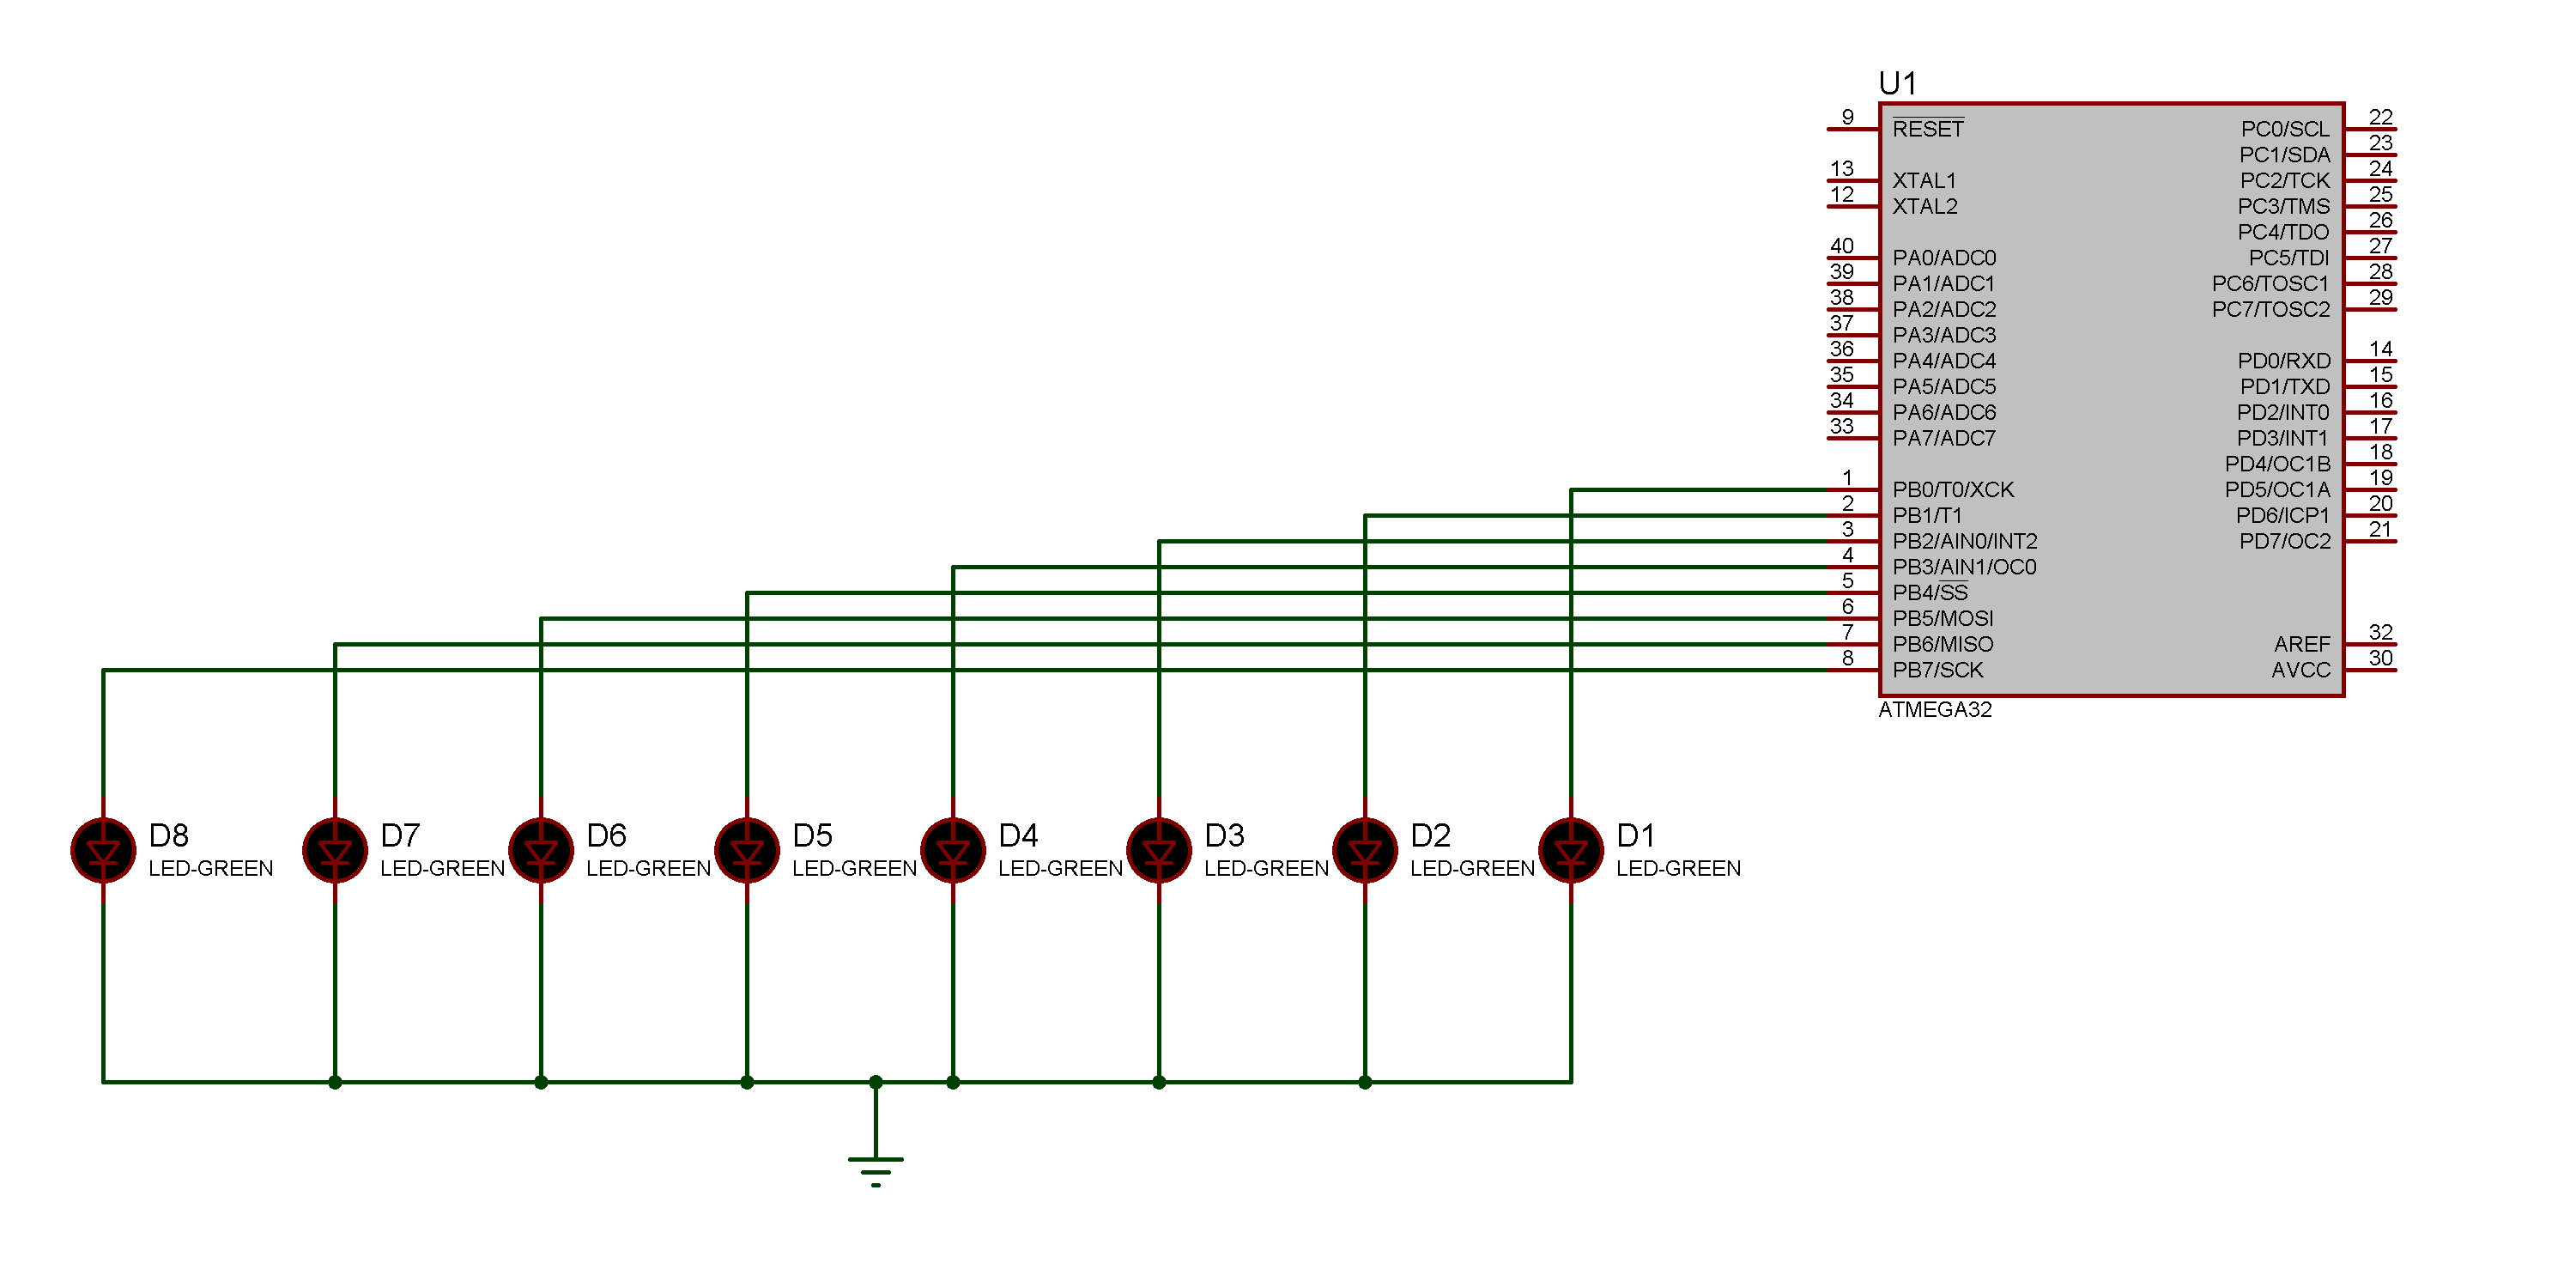 U1
9 RESET
13 XTAL1
12 XTAL2
40 PA0/ADC0
39 PA1/ADC1
38 PA2/ADC2
37 PA3/ADC3
36 PA4/ADC4
35 PA5/ADC5
34 PA6/ADC6
33 PA7/ADC7
1 PB0/T0/XCK
2 PB1/T1
3 PB2/AIN0/INT2
4 PB3/AIN1/OC0
5 PB4/SS
6 PB5/MOSI
7 PB6/MISO
8 PB7/SCK
PC0/SCL 22
PC1/SDA 23
PC2/TCK 24
PC3/TMS 25
PC4/TDO 26
PC5/TDI 27
PC6/TOSC1 28
PC7/TOSC2 29
PD0/RXD 14
PD1/TXD 15
PD2/INT0 16
PD3/INT1 17
PD4/OC1B 18
PD5/OC1A 19
PD6/ICP1 20
PD7/OC2 21
AREF 32
AVCC 30
ATMEGA32
D8
LED-GREEN
D7
LED-GREEN
D6
LED-GREEN
D5
LED-GREEN
D4
LED-GREEN
D3
LED-GREEN
D2
LED-GREEN
D1
LED-GREEN